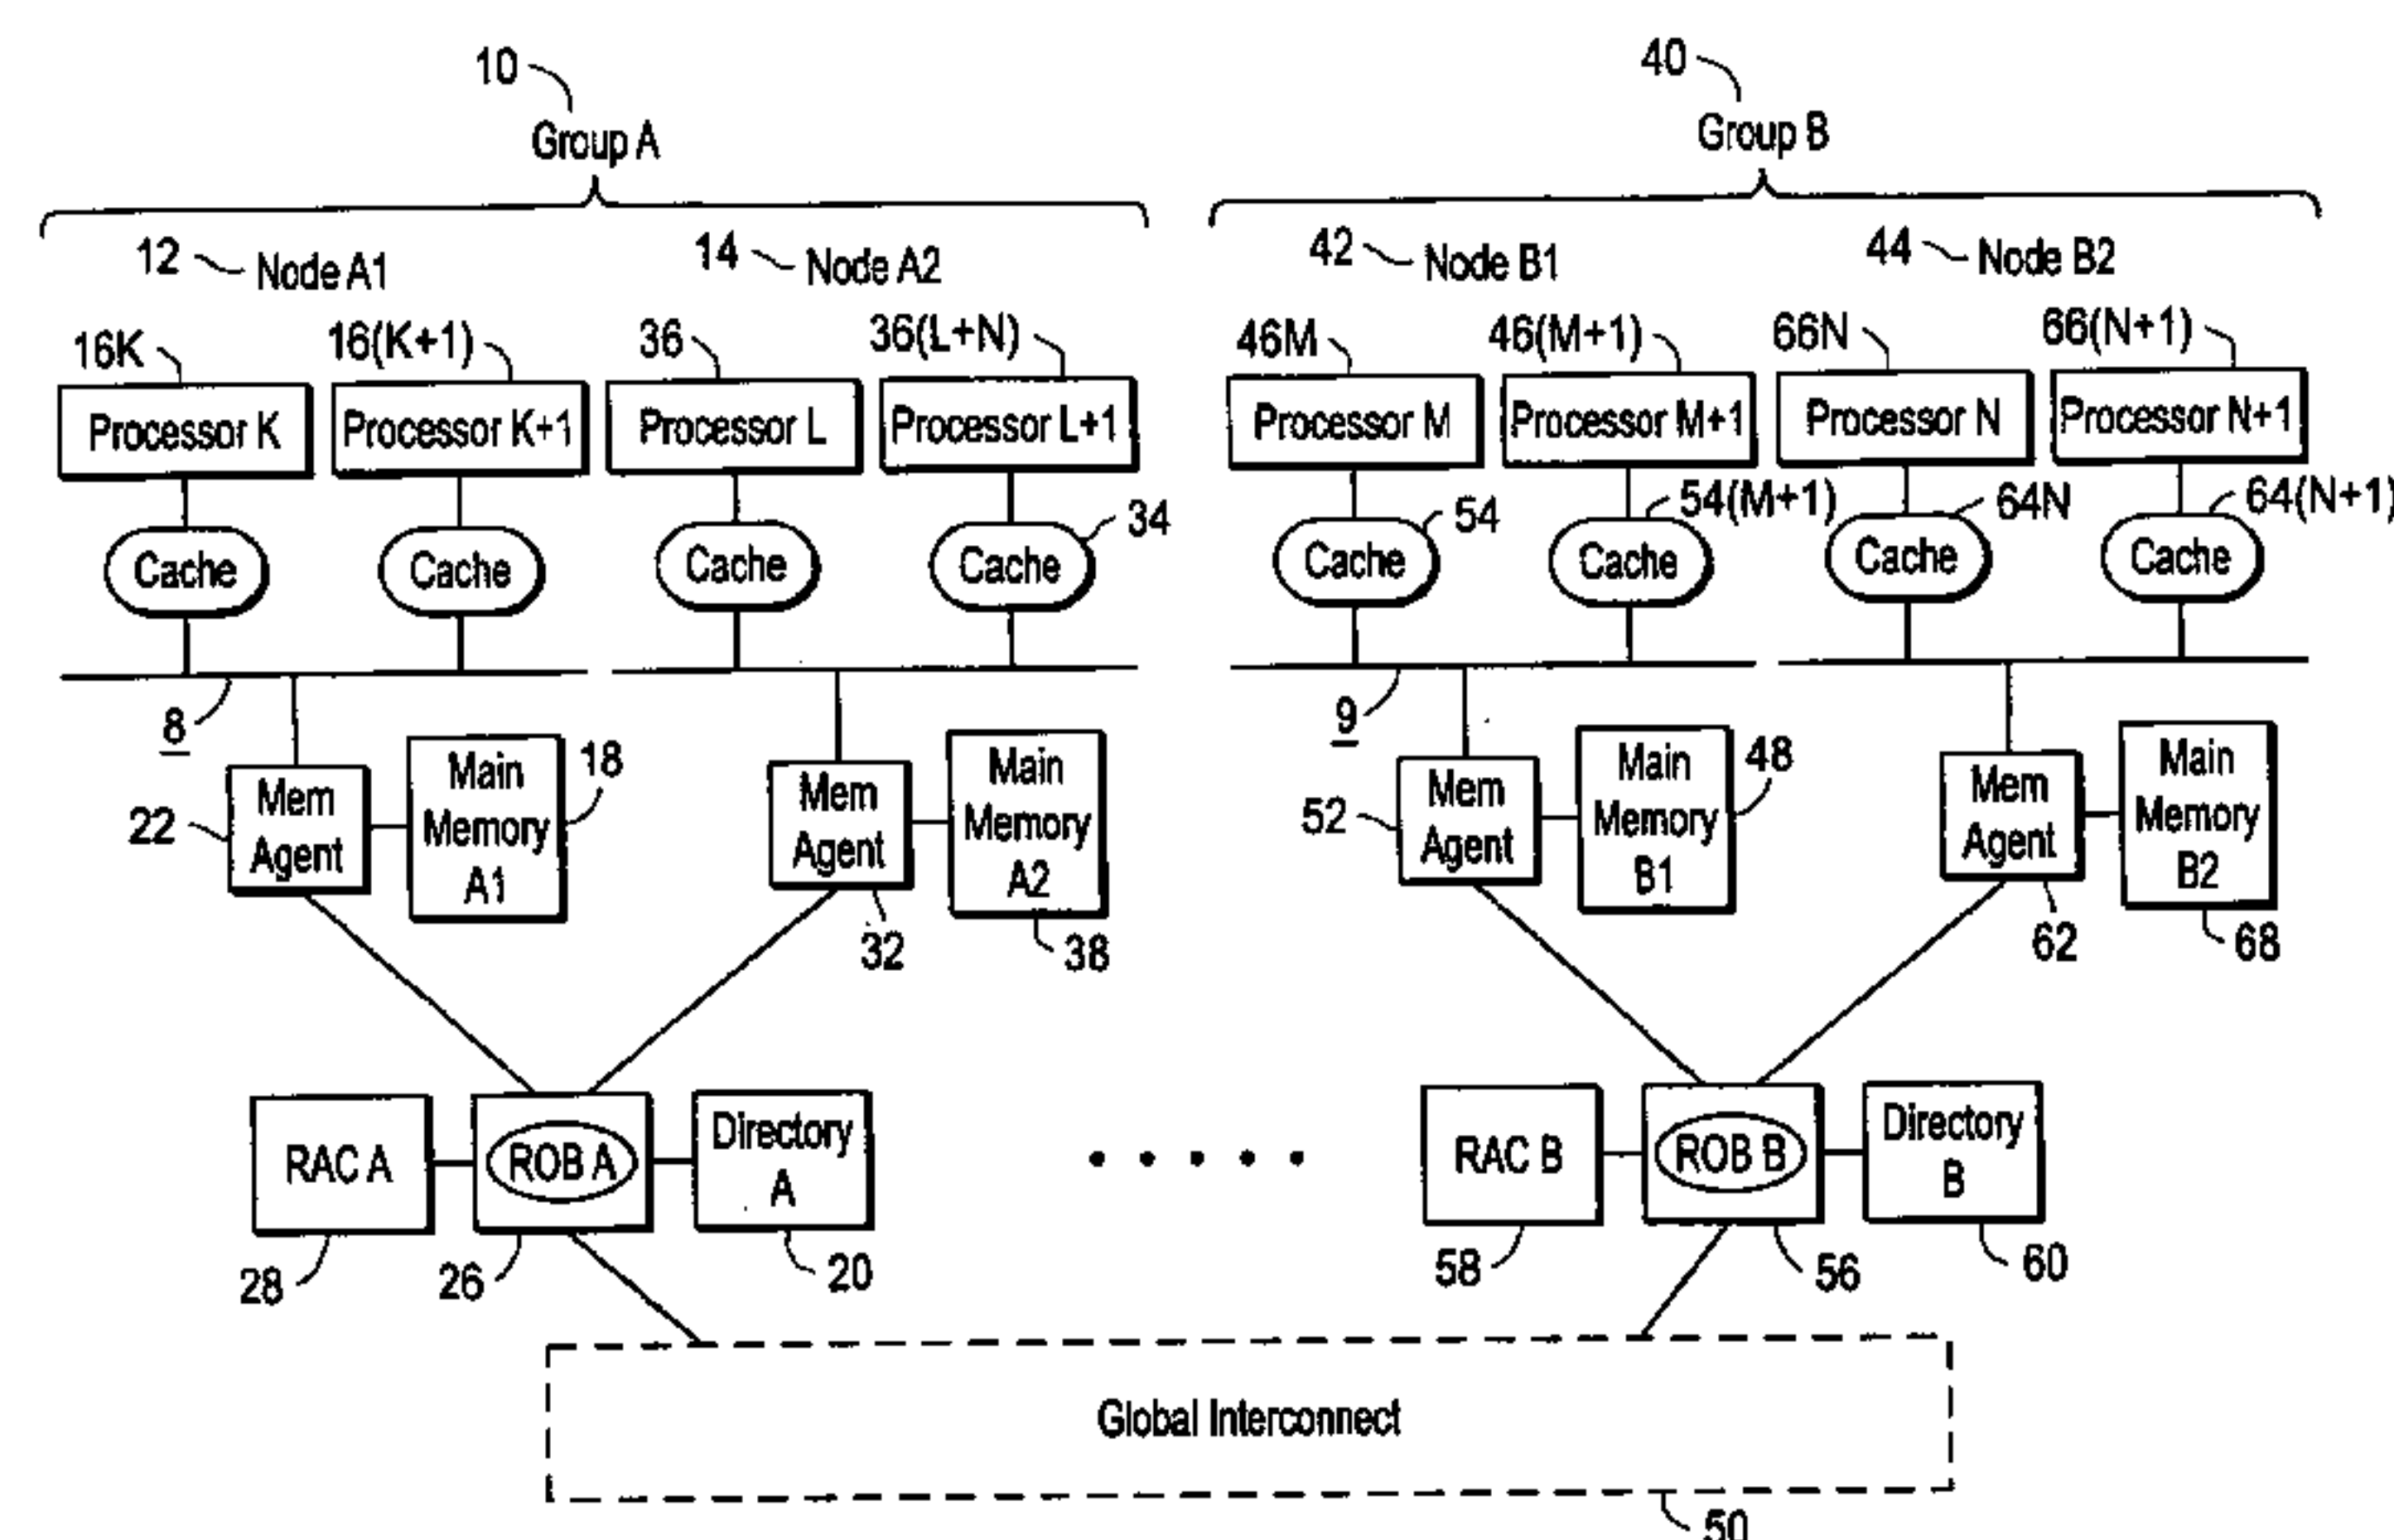 10
40
Group A
Group B
12
Node A1
14
Node A2
42
Node B1
44
Node B2
16K
16(K+1)
36
36(L+N)
46M
46(M+1)
66N
66(N+1)
Processor K
Processor K+1
Processor L
Processor L+1
Processor M
Processor M+1
Processor N
Processor N+1
34
54
54(M+1)
64N
64(N+1)
Cache
Cache
Cache
Cache
Cache
Cache
Cache
Cache
8
9
22
Mem
Agent
Main
Memory
A1
18
Mem
Agent
32
Main
Memory
A2
38
52
Mem
Agent
Main
Memory
B1
48
Mem
Agent
62
Main
Memory
B2
68
RAC A
ROB A
Directory
A
RAC B
ROB B
Directory
B
28
26
20
58
56
60
Global Interconnect
50